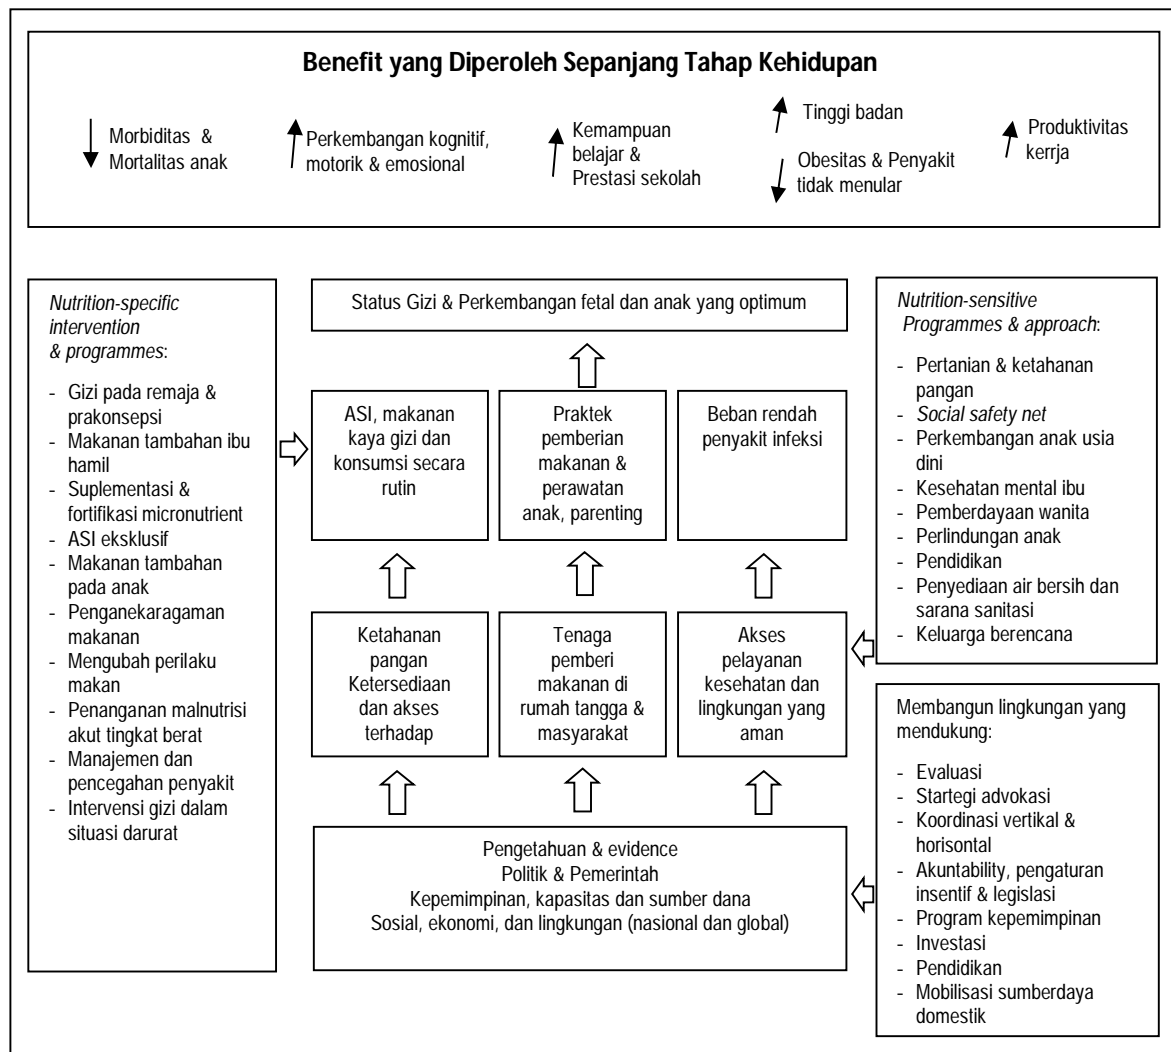 Benefit yang Diperoleh Sepanjang Tahap Kehidupan
Morbiditas &
Mortalitas anak
Perkembangan kognitif,
motorik & emosional
Kemampuan
belajar &
Prestasi sekolah
Tinggi badan
Obesitas & Penyakit
tidak menular
Produktivitas
kerrja
Nutrition-specific
intervention
& programmes:
- Gizi pada remaja &
prakonsepsi
- Makanan tambahan ibu
hamil
- Suplementasi &
fortifikasi micronutrient
- ASI eksklusif
- Makanan tambahan
pada anak
- Penganekaragaman
makanan
- Mengubah perilaku
makan
- Penanganan malnutrisi
akut tingkat berat
- Manajemen dan
pencegahan penyakit
- Intervensi gizi dalam
situasi darurat
Status Gizi & Perkembangan fetal dan anak yang optimum
ASI, makanan
kaya gizi dan
konsumsi secara
rutin
Praktek
pemberian
makanan &
perawatan
anak, parenting
Beban rendah
penyakit infeksi
Ketahanan
pangan
Ketersediaan
dan akses
terhadap
Tenaga
pemberi
makanan di
rumah tangga &
masyarakat
Akses
pelayanan
kesehatan dan
lingkungan yang
aman
Pengetahuan & evidence
Politik & Pemerintah
Kepemimpinan, kapasitas dan sumber dana
Sosial, ekonomi, dan lingkungan (nasional dan global)
Nutrition-sensitive
Programmes & approach:
- Pertanian & ketahanan
pangan
- Social safety net
- Perkembangan anak usia
dini
- Kesehatan mental ibu
- Pemberdayaan wanita
- Perlindungan anak
- Pendidikan
- Penyediaan air bersih dan
sarana sanitasi
- Keluarga berencana
Membangun lingkungan yang
mendukung:
- Evaluasi
- Startegi advokasi
- Koordinasi vertikal &
horisontal
- Akuntability, pengaturan
insentif & legislasi
- Program kepemimpinan
- Investasi
- Pendidikan
- Mobilisasi sumberdaya
domestik